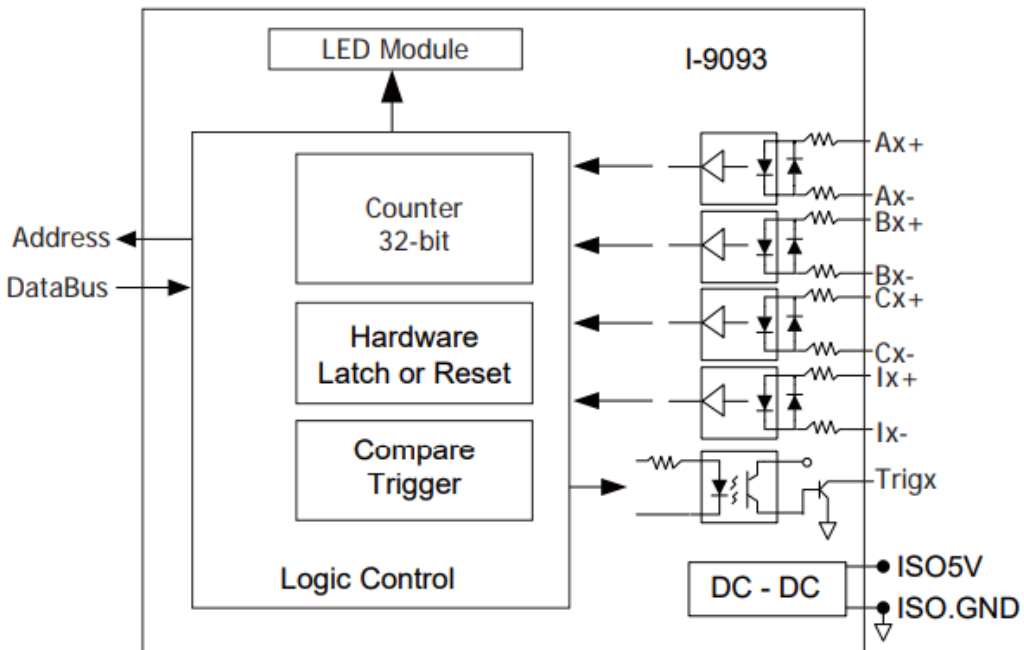 LED Module
I-9093
Counter
32-bit
Hardware
Latch or Reset
Compare
Trigger
Logic Control
Address
DataBus
Ax+
Ax-
Bx+
Bx-
Cx+
Cx-
Ix+
Ix-
Trigx
DC - DC
ISO5V
ISO.GND